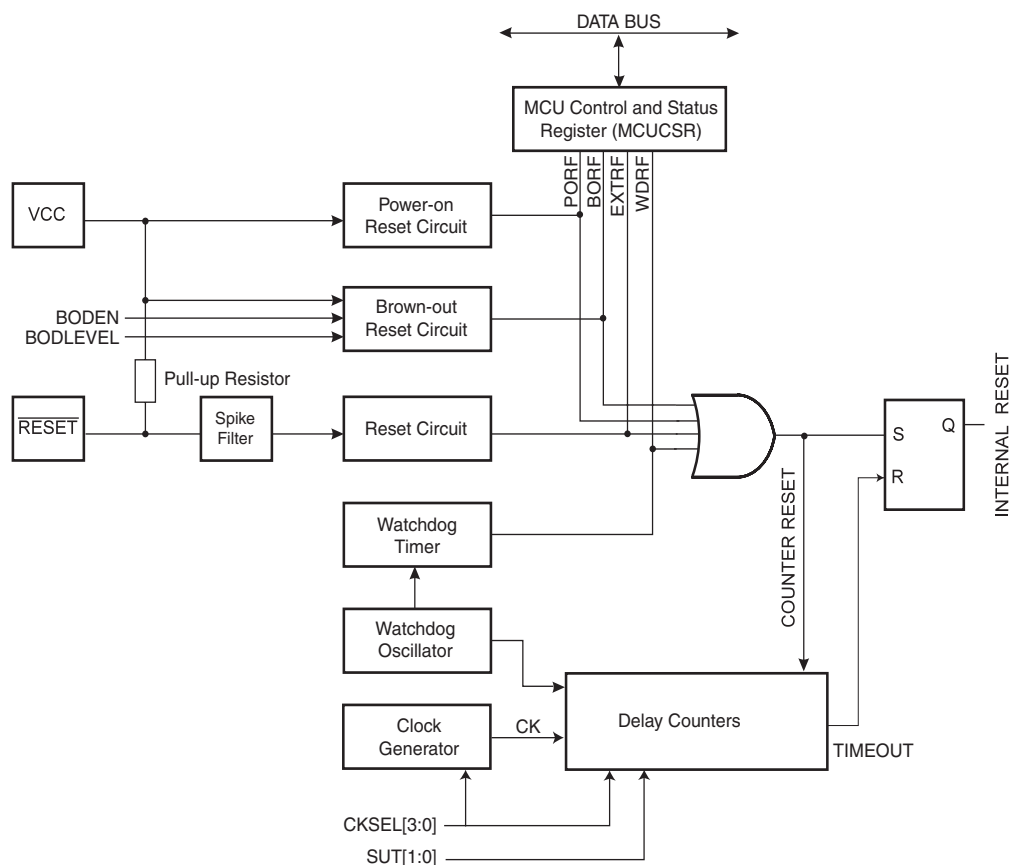 DATA BUS
MCU Control and Status
Register (MCUCSR)
PORF
BORF
EXTRF
WDRF
VCC
Power-on
Reset Circuit
BODEN
BODLEVEL
Brown-out
Reset Circuit
Pull-up Resistor
RESET
Spike
Filter
Reset Circuit
S
Q
R
INTERNAL RESET
Watchdog
Timer
COUNTER RESET
Watchdog
Oscillator
Clock
Generator
CK
Delay Counters
TIMEOUT
CKSEL[3:0]
SUT[1:0]